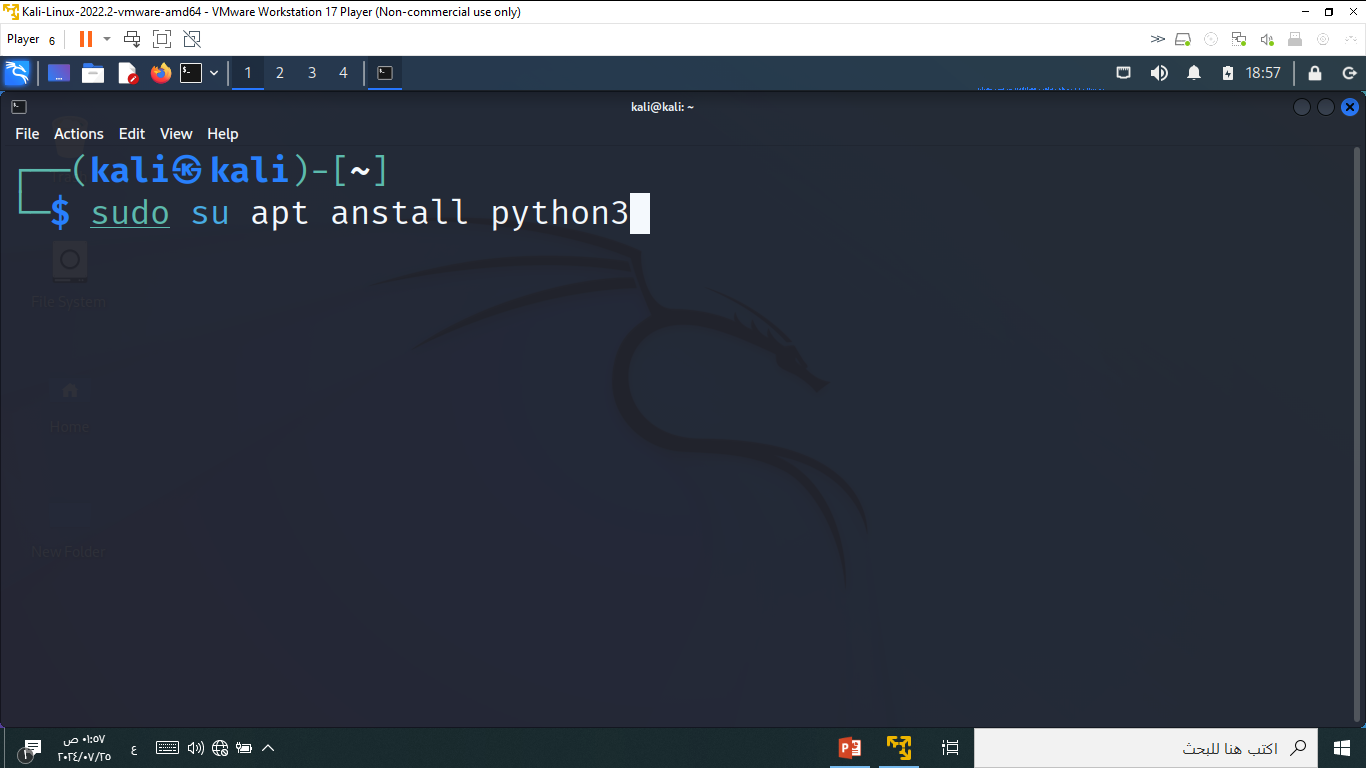 Kali-Linux-2022.2-vmware-amd64 - VMware Workstation 17 Player (Non-commercial use only)
Player 6
1 2 3 4 18:57
kali@kali: ~
File Actions Edit View Help
(kali㉿kali)-[~]
$ sudo su apt anstall python3
File System
Home
New Folder
٠١:٥٧ ص
٢٠٢٤/٠٧/٢٥
١
ع
اكتب هنا للبحث